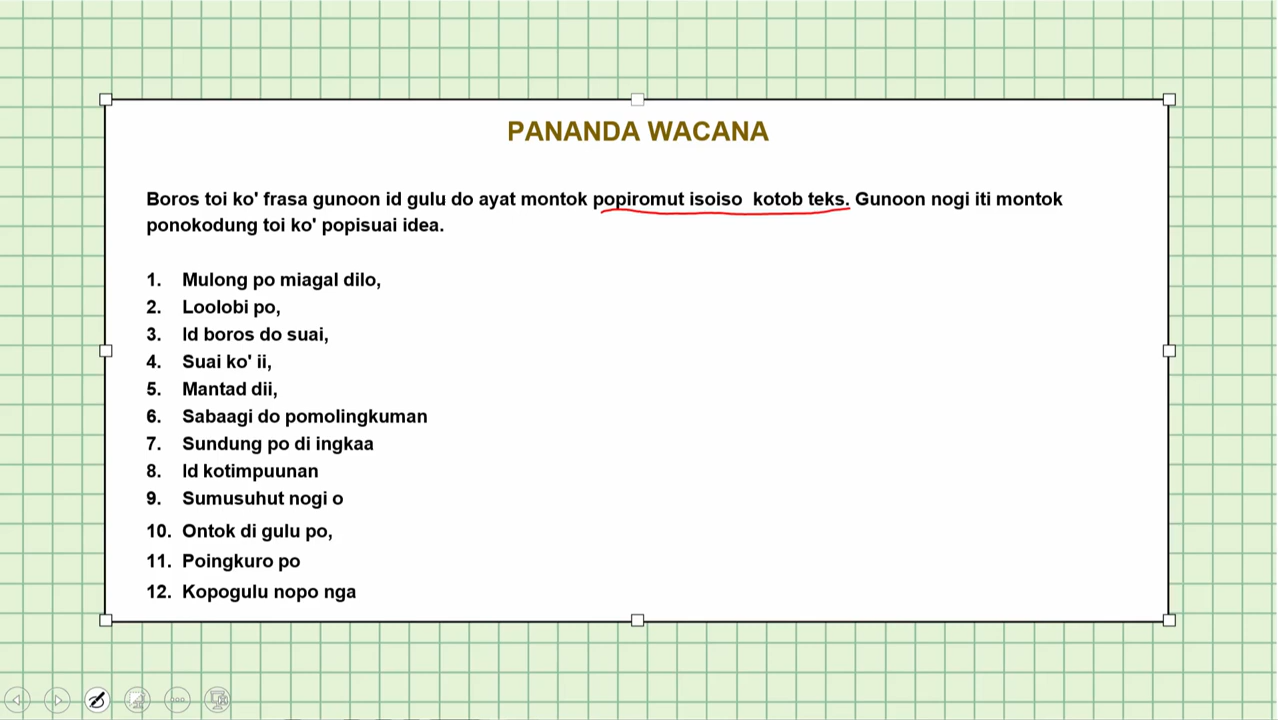 PANANDA WACANA
Boros toi ko' frasa gunoon id gulu do ayat montok popiromut isoiso kotob teks. Gunoon nogi iti montok
ponokodung toi ko' popisuai idea.
1. Mulong po miagal dilo,
2. Loolobi po,
3. Id boros do suai,
4. Suai ko' ii,
5. Mantad dii,
6. Sabaagi do pomolingkuman
7. Sundung po di ingkaa
8. Id kotimpuunan
9. Sumusuhut nogi o
10. Ontok di gulu po,
11. Poingkuro po
12. Kopogulu nopo nga